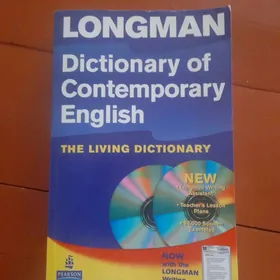 LONGMAN
Dictionary of
Contemporary
English
THE LIVING DICTIONARY
NEW
Teacher's Lesson
Plans
NOW
with the
LONGMAN
PEARSON